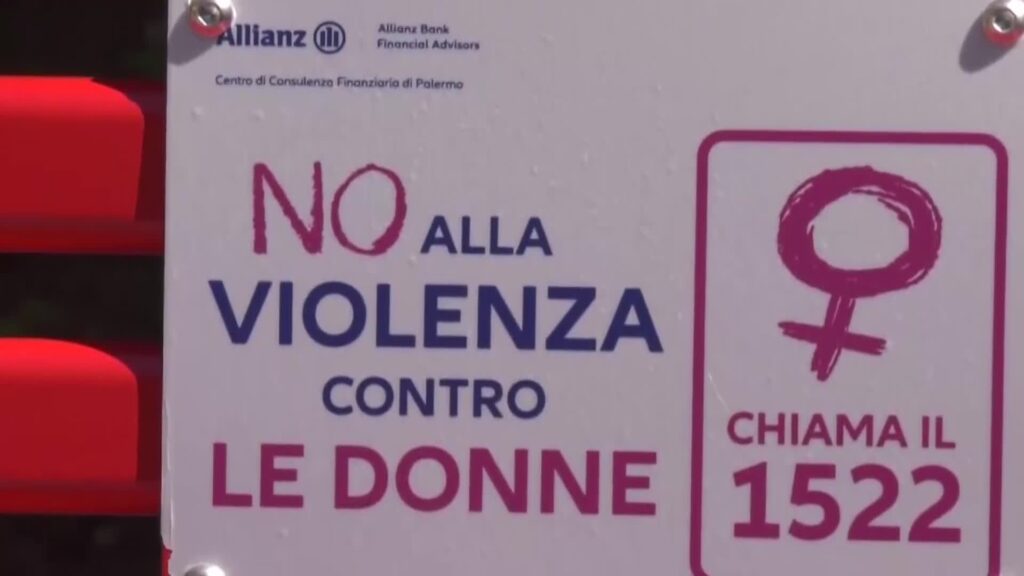 Allianz
Allianz Bank
Financial Advisors
Centro di Consulenza Finanziaria di Palermo
NO ALLA
VIOLENZA
CONTRO
LE DONNE
CHIAMA IL
1522